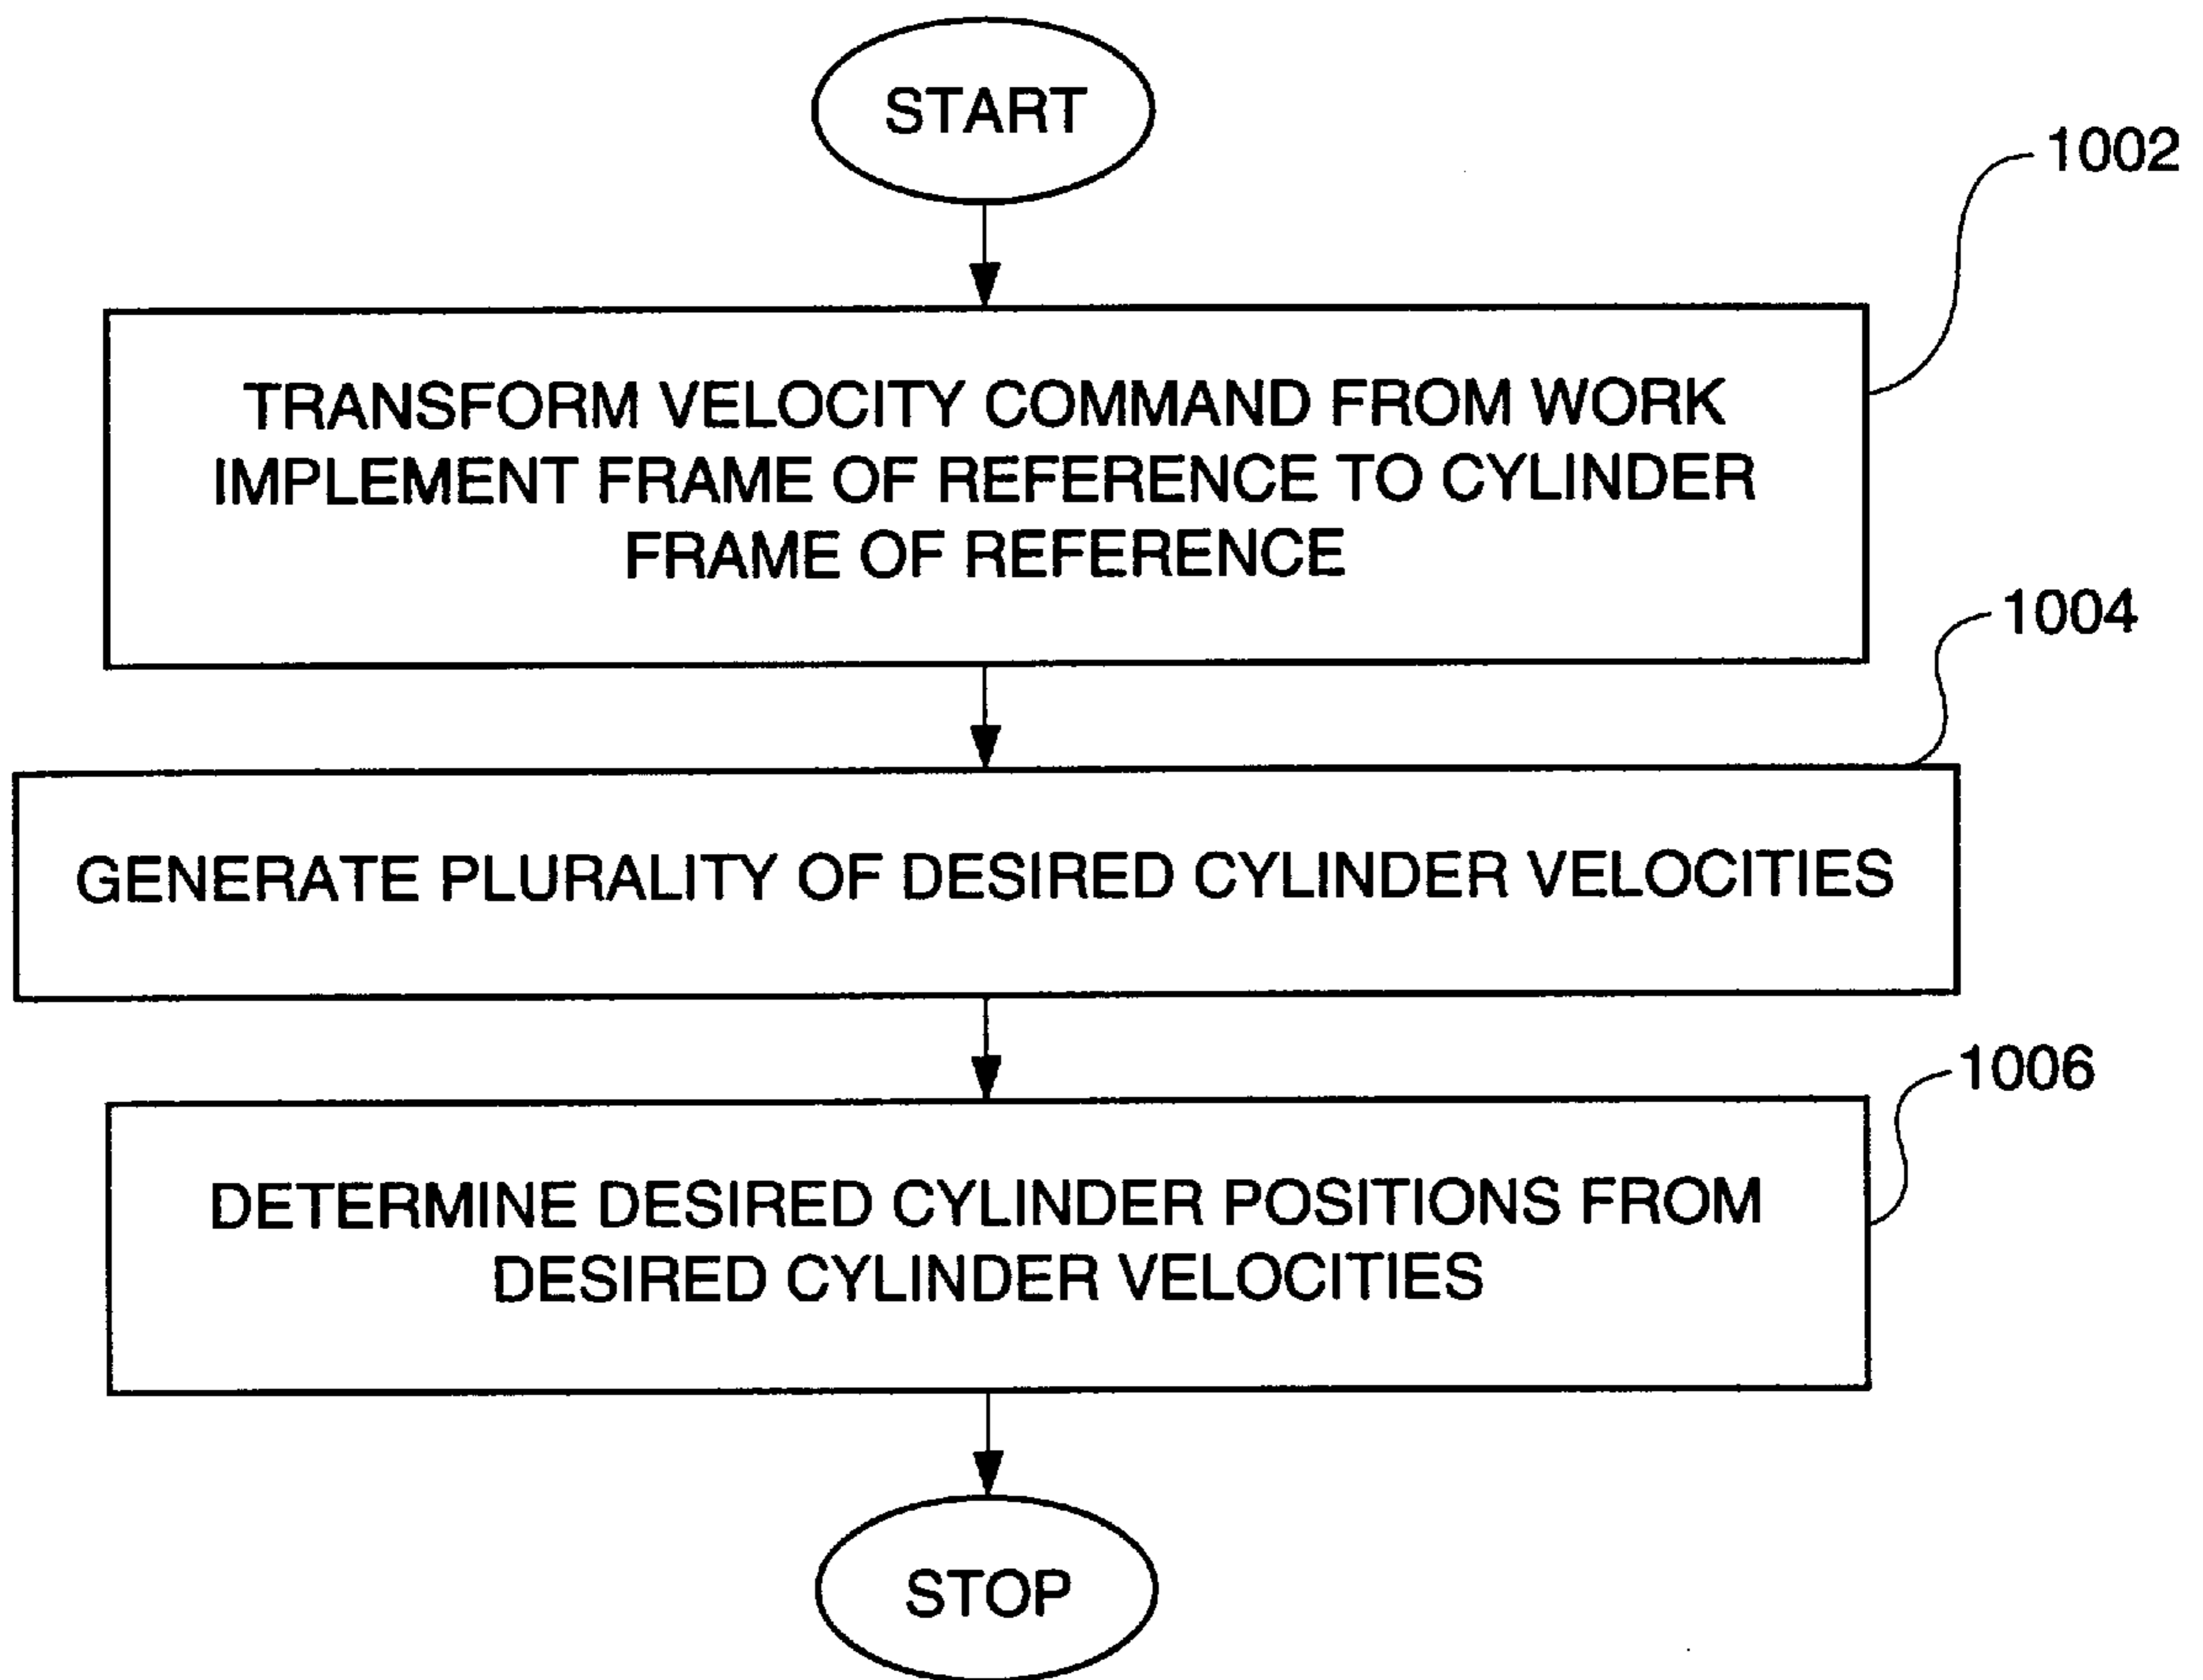 START
1002
TRANSFORM VELOCITY COMMAND FROM WORK
IMPLEMENT FRAME OF REFERENCE TO CYLINDER
FRAME OF REFERENCE
1004
GENERATE PLURALITY OF DESIRED CYLINDER VELOCITIES
1006
DETERMINE DESIRED CYLINDER POSITIONS FROM
DESIRED CYLINDER VELOCITIES
STOP